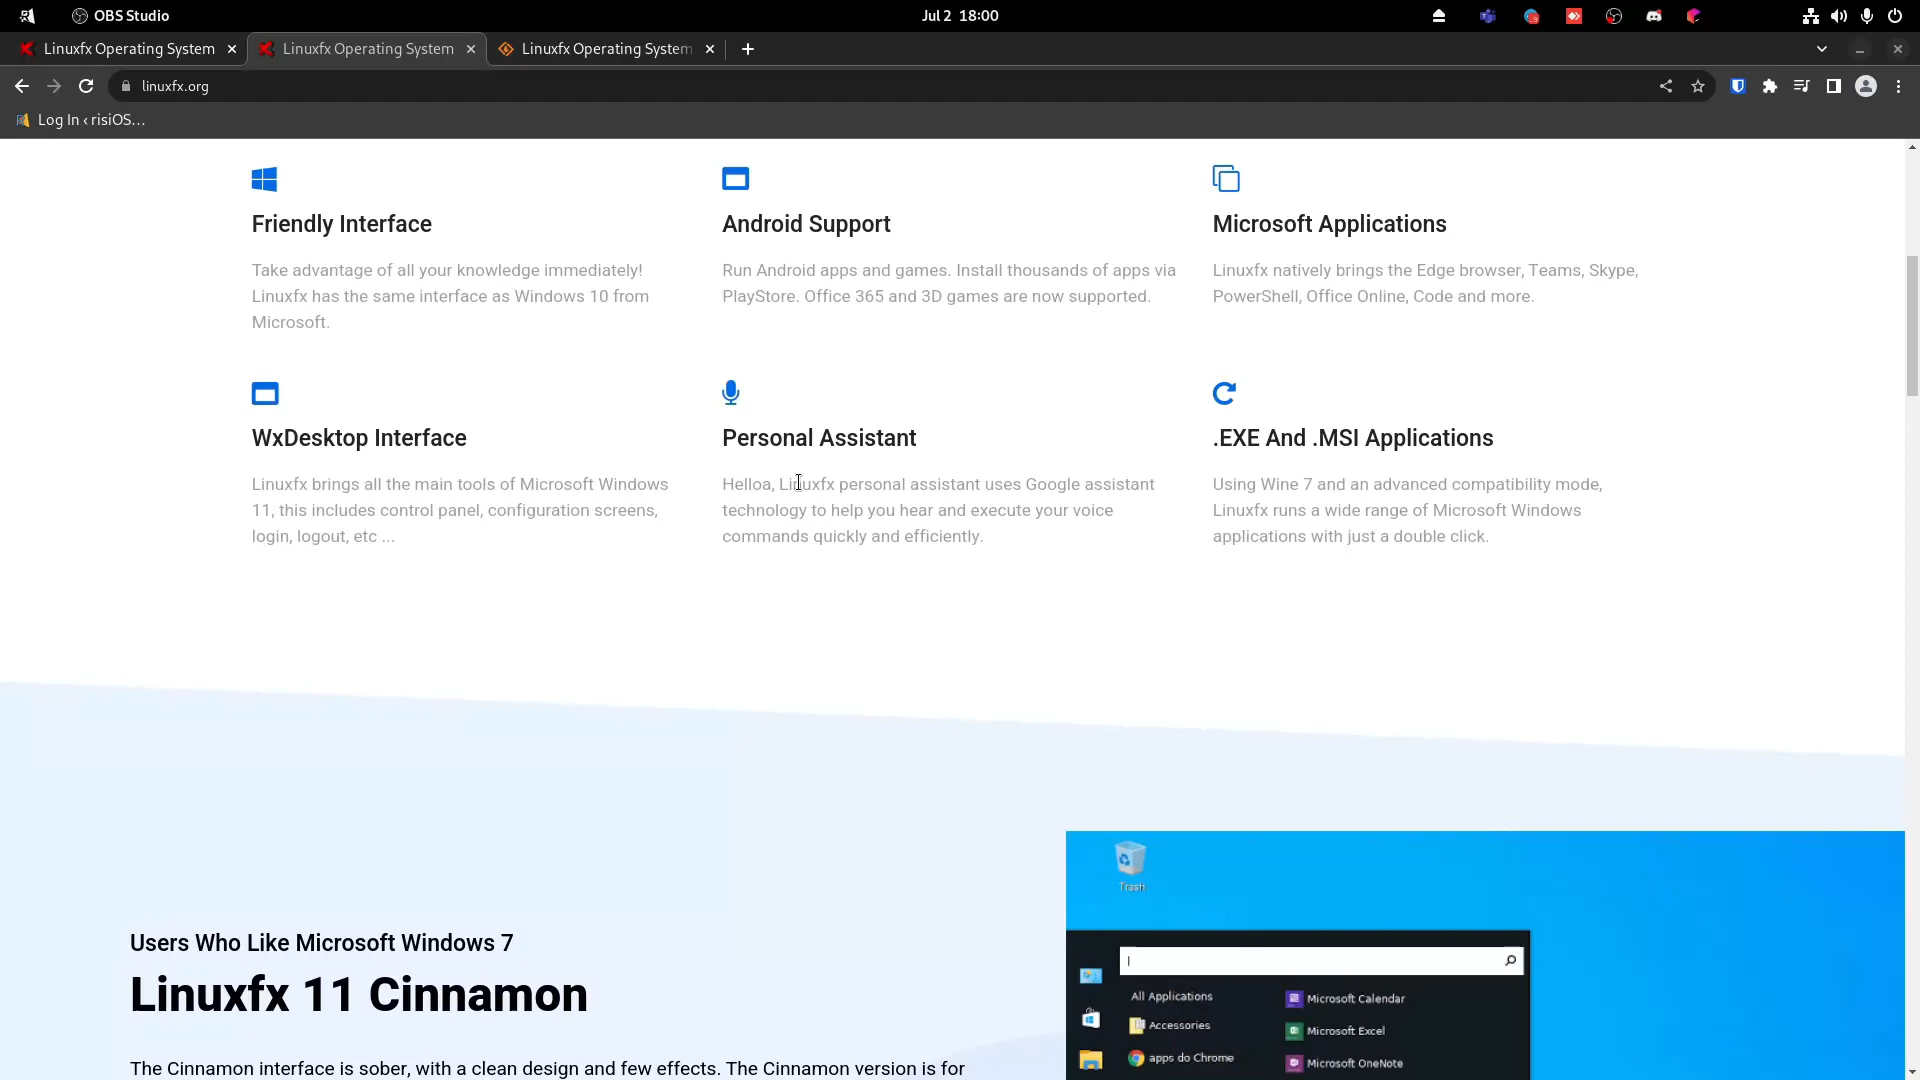 OBS Studio
Jul 2 18:00
Linuxfx Operating System
Linuxfx Operating System
Linuxfx Operating System
linuxfx.org
Log In ‹ risiOS...
Friendly Interface
Take advantage of all your knowledge immediately!
Linuxfx has the same interface as Windows 10 from
Microsoft.
Android Support
Run Android apps and games. Install thousands of apps via
PlayStore. Office 365 and 3D games are now supported.
Microsoft Applications
Linuxfx natively brings the Edge browser, Teams, Skype,
PowerShell, Office Online, Code and more.
WxDesktop Interface
Linuxfx brings all the main tools of Microsoft Windows
11, this includes control panel, configuration screens,
login, logout, etc ...
Personal Assistant
Helloa, Linuxfx personal assistant uses Google assistant
technology to help you hear and execute your voice
commands quickly and efficiently.
.EXE And .MSI Applications
Using Wine 7 and an advanced compatibility mode,
Linuxfx runs a wide range of Microsoft Windows
applications with just a double click.
Users Who Like Microsoft Windows 7
Linuxfx 11 Cinnamon
The Cinnamon interface is sober, with a clean design and few effects. The Cinnamon version is for
Trash
All Applications
Accessories
apps do Chrome
Microsoft Calendar
Microsoft Excel
Microsoft OneNote